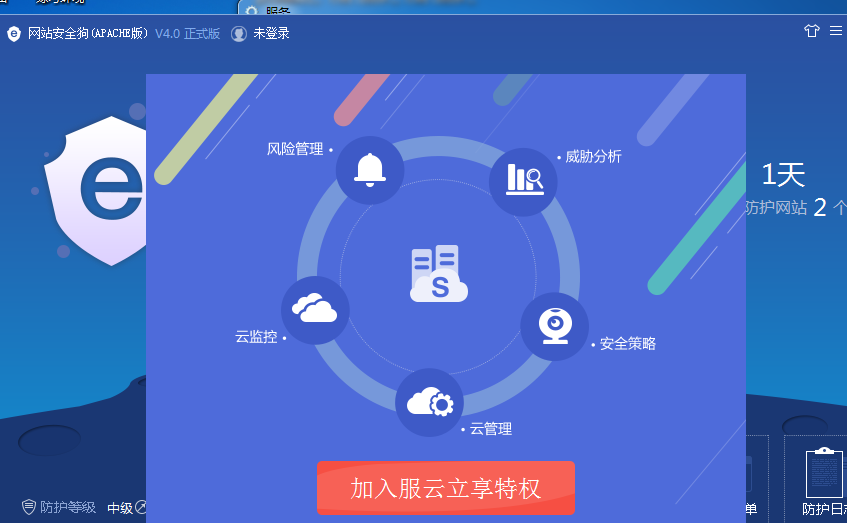 服务
网站安全狗(APACHE版) V4.0 正式版 未登录
风险管理
威胁分析
1天
防护网站 2 个
S
云监控
安全策略
云管理
加入服云立享特权
防护等级 中级
单
防护日